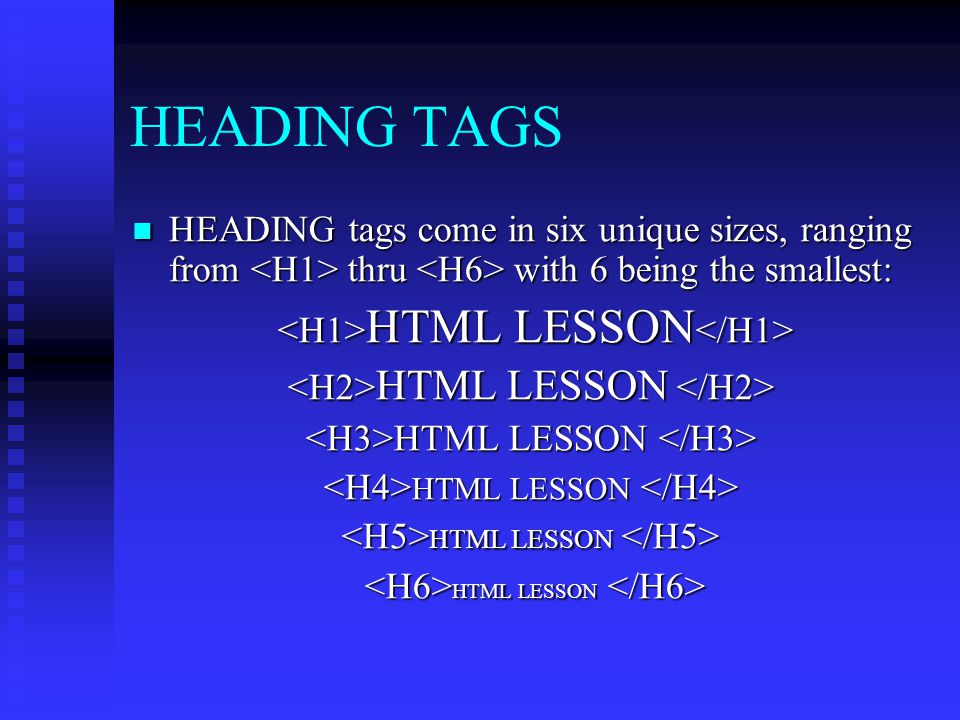 HEADING TAGS
HEADING tags come in six unique sizes, ranging
from <H1> thru <H6> with 6 being the smallest:
<H1>HTML LESSON</H1>
<H2>HTML LESSON </H2>
<H3>HTML LESSON </H3>
<H4>HTML LESSON </H4>
<H5>HTML LESSON </H5>
<H6>HTML LESSON </H6>